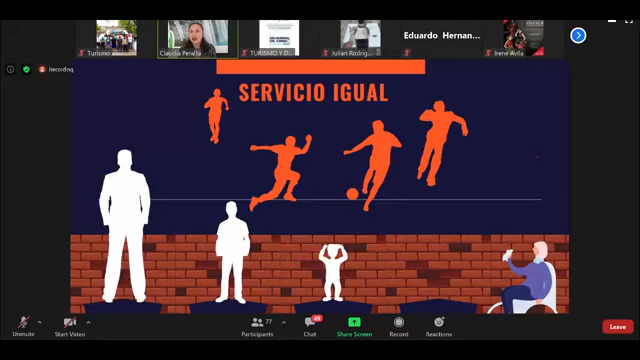 Turismo
Claudia Peralta
TURISMO Y D...
Julian Rodrig...
Eduardo Hernan...
Irene Avila
Recording
SERVICIO IGUAL
Unmute
Start Video
77
Participants
49
Chat
Share Screen
Record
Reactions
Leave